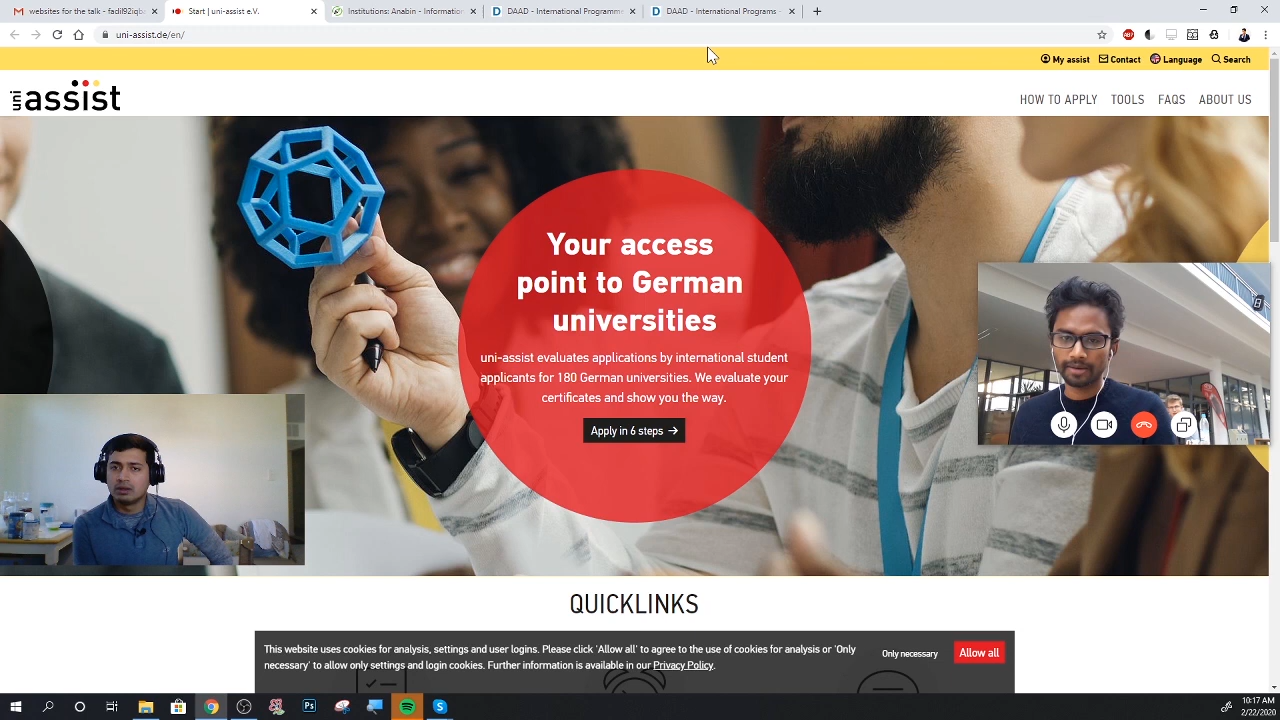 websites for the talk - fadil92iqba
Start | uni-assist e.V.
Institutions: Anabin - Information
DAAD - International Programme
DAAD - International Programs -
uni-assist.de/en/
ABP
My assist
Contact
Language
Search
uni assist
HOW TO APPLY
TOOLS
FAQS
ABOUT US
Your access
point to German
universities
uni-assist evaluates applications by international student
applicants for 180 German universities. We evaluate your
certificates and show you the way.
Apply in 6 steps →
QUICKLINKS
This website uses cookies for analysis, settings and user logins. Please click 'Allow all' to agree to the use of cookies for analysis or 'Only
necessary' to allow only settings and login cookies. Further information is available in our Privacy Policy.
Only necessary
Allow all
Ps
10:17 AM
2/22/2020